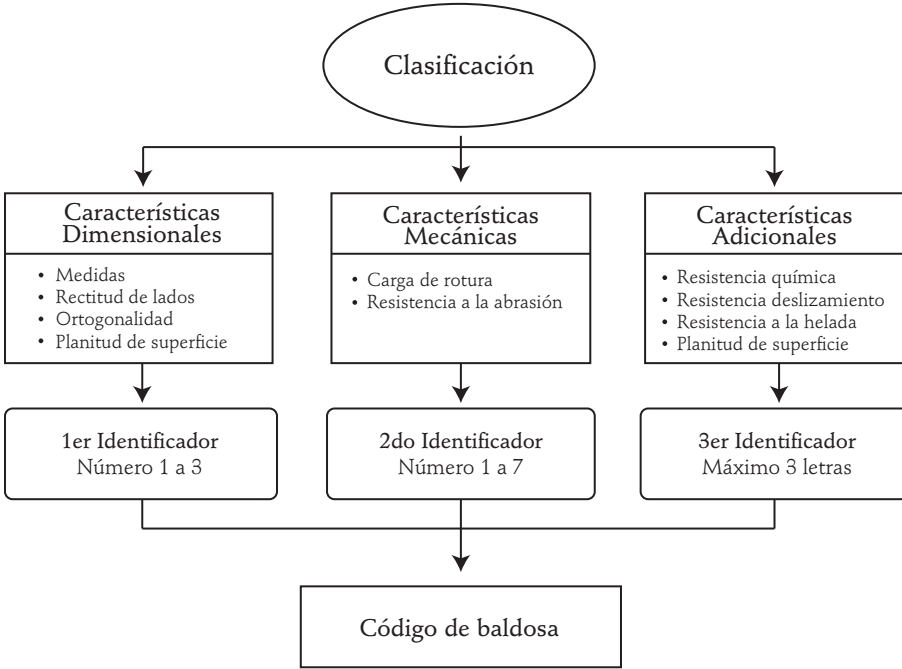 Clasificación
Características
Dimensionales
• Medidas
• Rectitud de lados
• Ortogonalidad
• Planitud de superficie
1er Identificador
Número 1 a 3
Características
Mecánicas
• Carga de rotura
• Resistencia a la abrasión
2do Identificador
Número 1 a 7
Características
Adicionales
• Resistencia química
• Resistencia deslizamiento
• Resistencia a la helada
• Planitud de superficie
3er Identificador
Máximo 3 letras
Código de baldosa